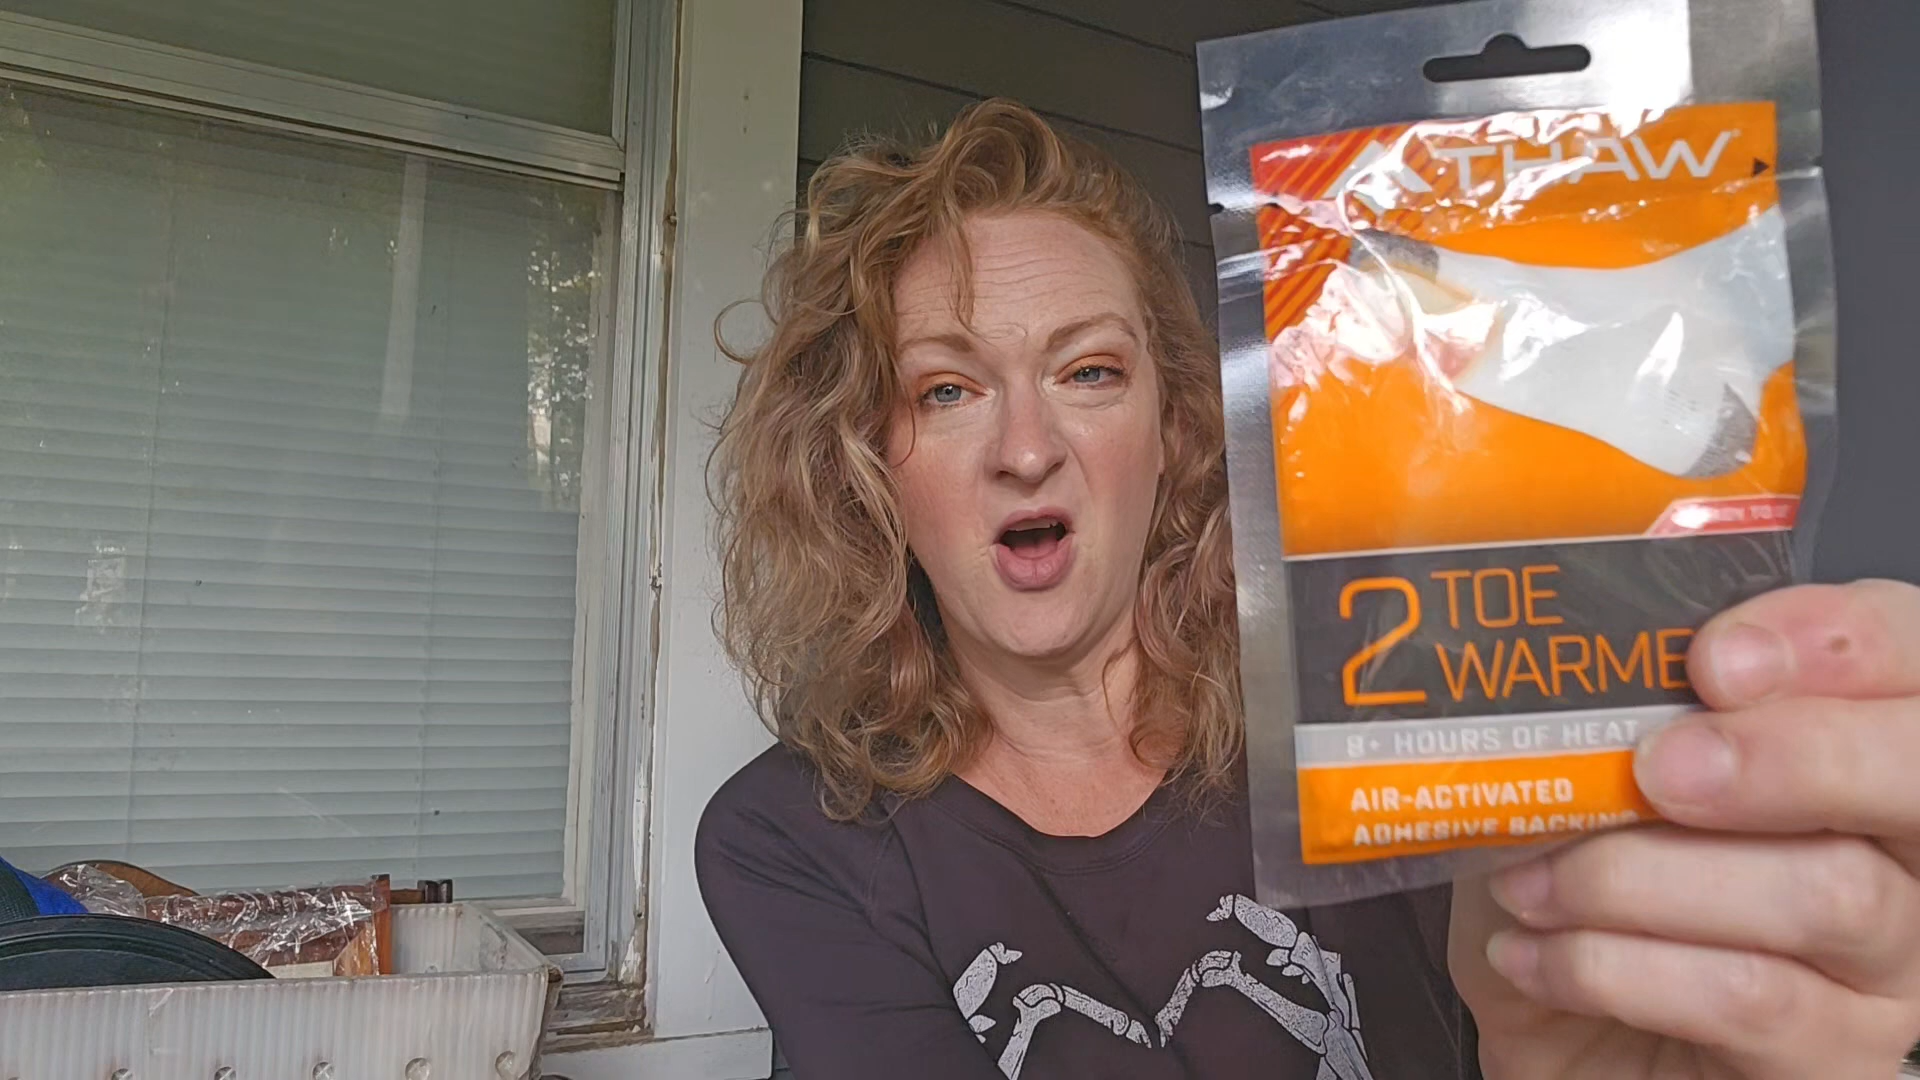 THAW
2 TOE
WARME
8+ HOURS OF HEAT
AIR-ACTIVATED
ADHESIVE BACKING